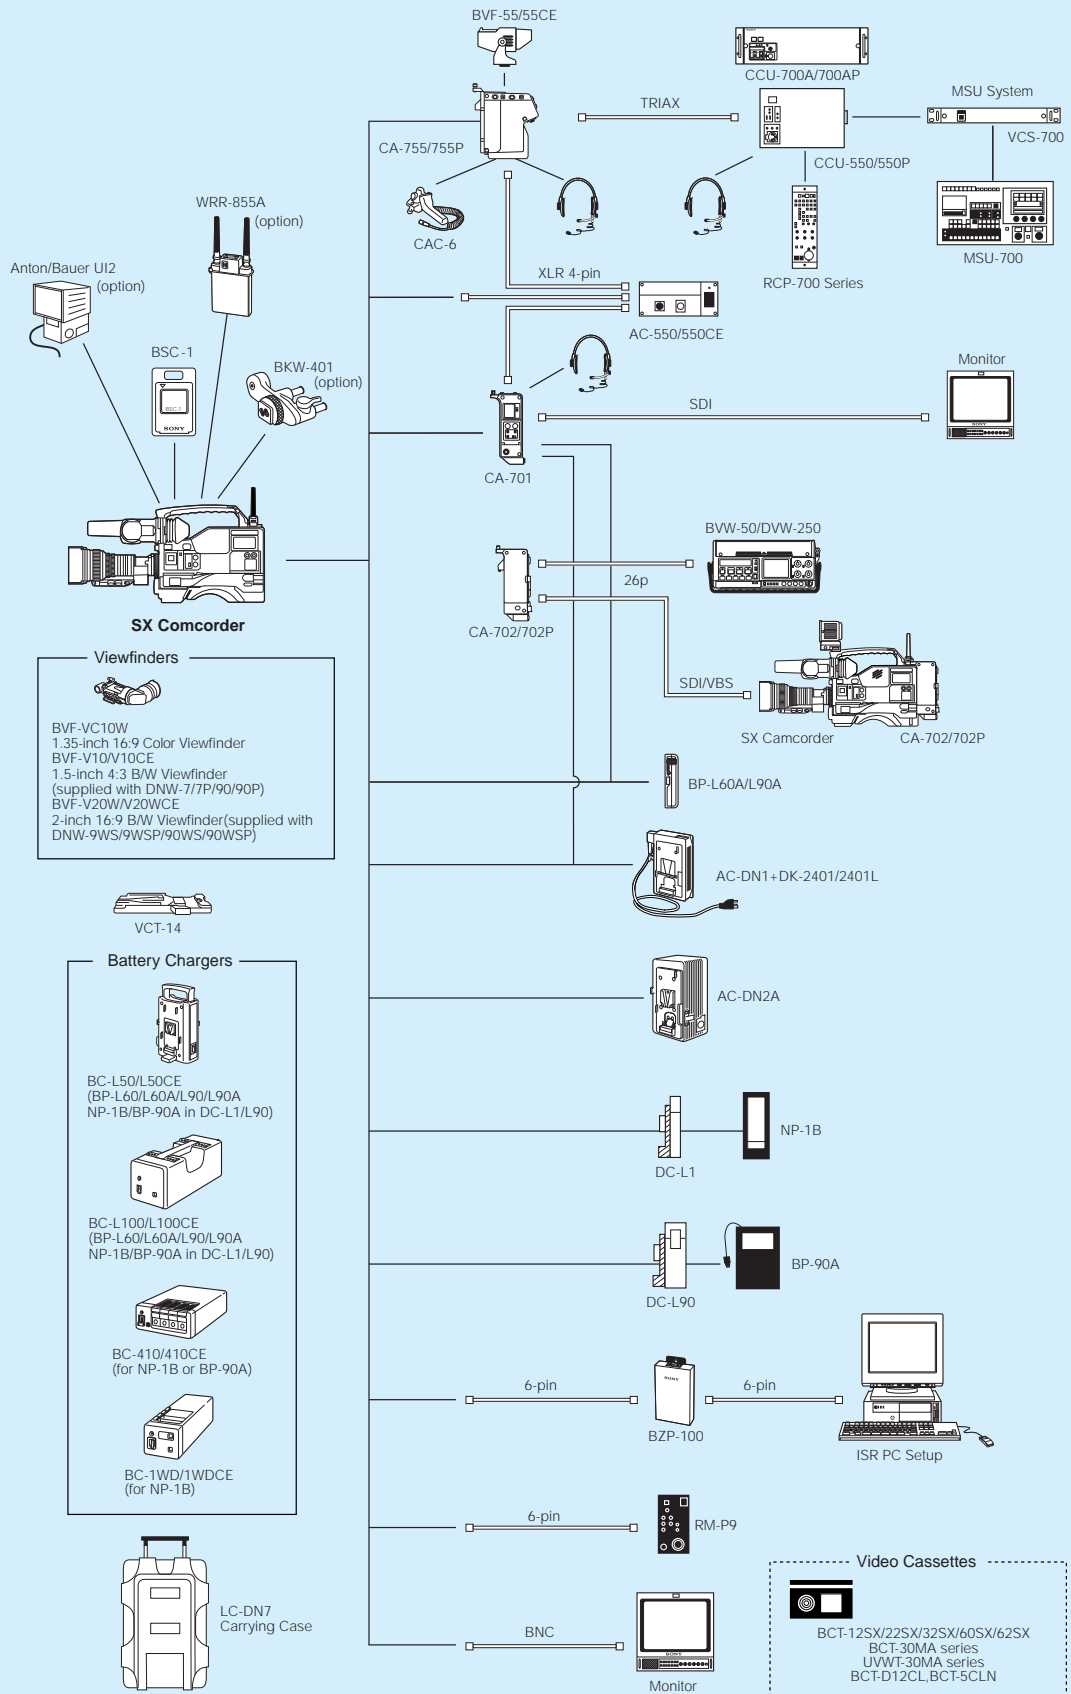 BVF-55/55CE
CCU-700A/700AP
TRIAX
MSU System
VCS-700
CA-755/755P
CCU-550/550P
WRR-855A
(option)
CAC-6
MSU-700
RCP-700 Series
Anton/Bauer UI2
(option)
XLR 4-pin
AC-550/550CE
BSC-1
BSC-1
SONY
BKW-401
(option)
Monitor
SONY
SDI
CA-701
SX Comcorder
BVW-50/DVW-250
26p
CA-702/702P
SDI/VBS
SX Camcorder
CA-702/702P
Viewfinders
BVF-VC10W
1.35-inch 16:9 Color Viewfinder
BVF-V10/V10CE
1.5-inch 4:3 B/W Viewfinder
(supplied with DNW-7/7P/90/90P)
BVF-V20W/V20WCE
2-inch 16:9 B/W Viewfinder(supplied with
DNW-9WS/9WSP/90WS/90WSP)
BP-L60A/L90A
AC-DN1+DK-2401/2401L
VCT-14
Battery Chargers
BC-L50/L50CE
(BP-L60/L60A/L90/L90A
NP-1B/BP-90A in DC-L1/L90)
AC-DN2A
BC-L100/L100CE
(BP-L60/L60A/L90/L90A
NP-1B/BP-90A in DC-L1/L90)
NP-1B
DC-L1
BP-90A
DC-L90
BC-410/410CE
(for NP-1B or BP-90A)
6-pin
SONY
BZP-100
6-pin
ISR PC Setup
BC-1WD/1WDCE
(for NP-1B)
6-pin
RM-P9
LC-DN7
Carrying Case
BNC
SONY
Monitor
Video Cassettes
BCT-12SX/22SX/32SX/60SX/62SX
BCT-30MA series
UVWT-30MA series
BCT-D12CL,BCT-5CLN